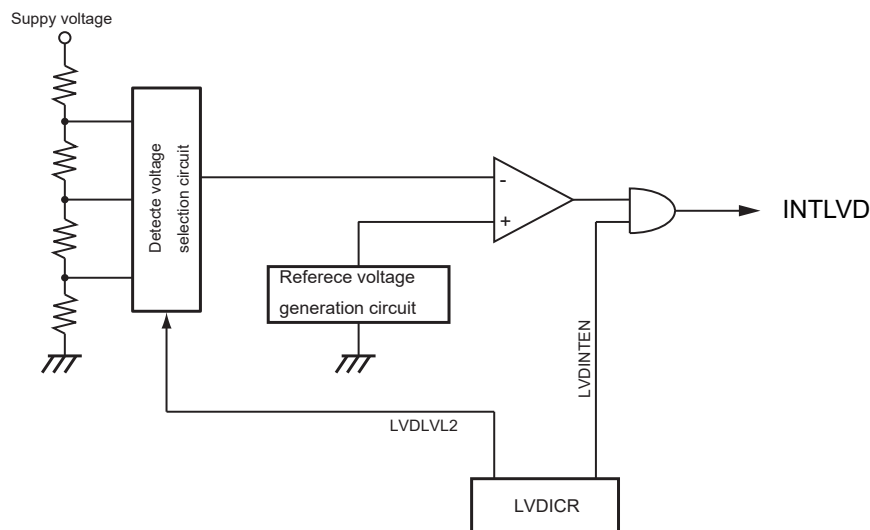 Suppy voltage
Detecte voltage
selection circuit
-
+
INTLVD
Referece voltage
generation circuit
LVDINTEN
LVDLVL2
LVDICR